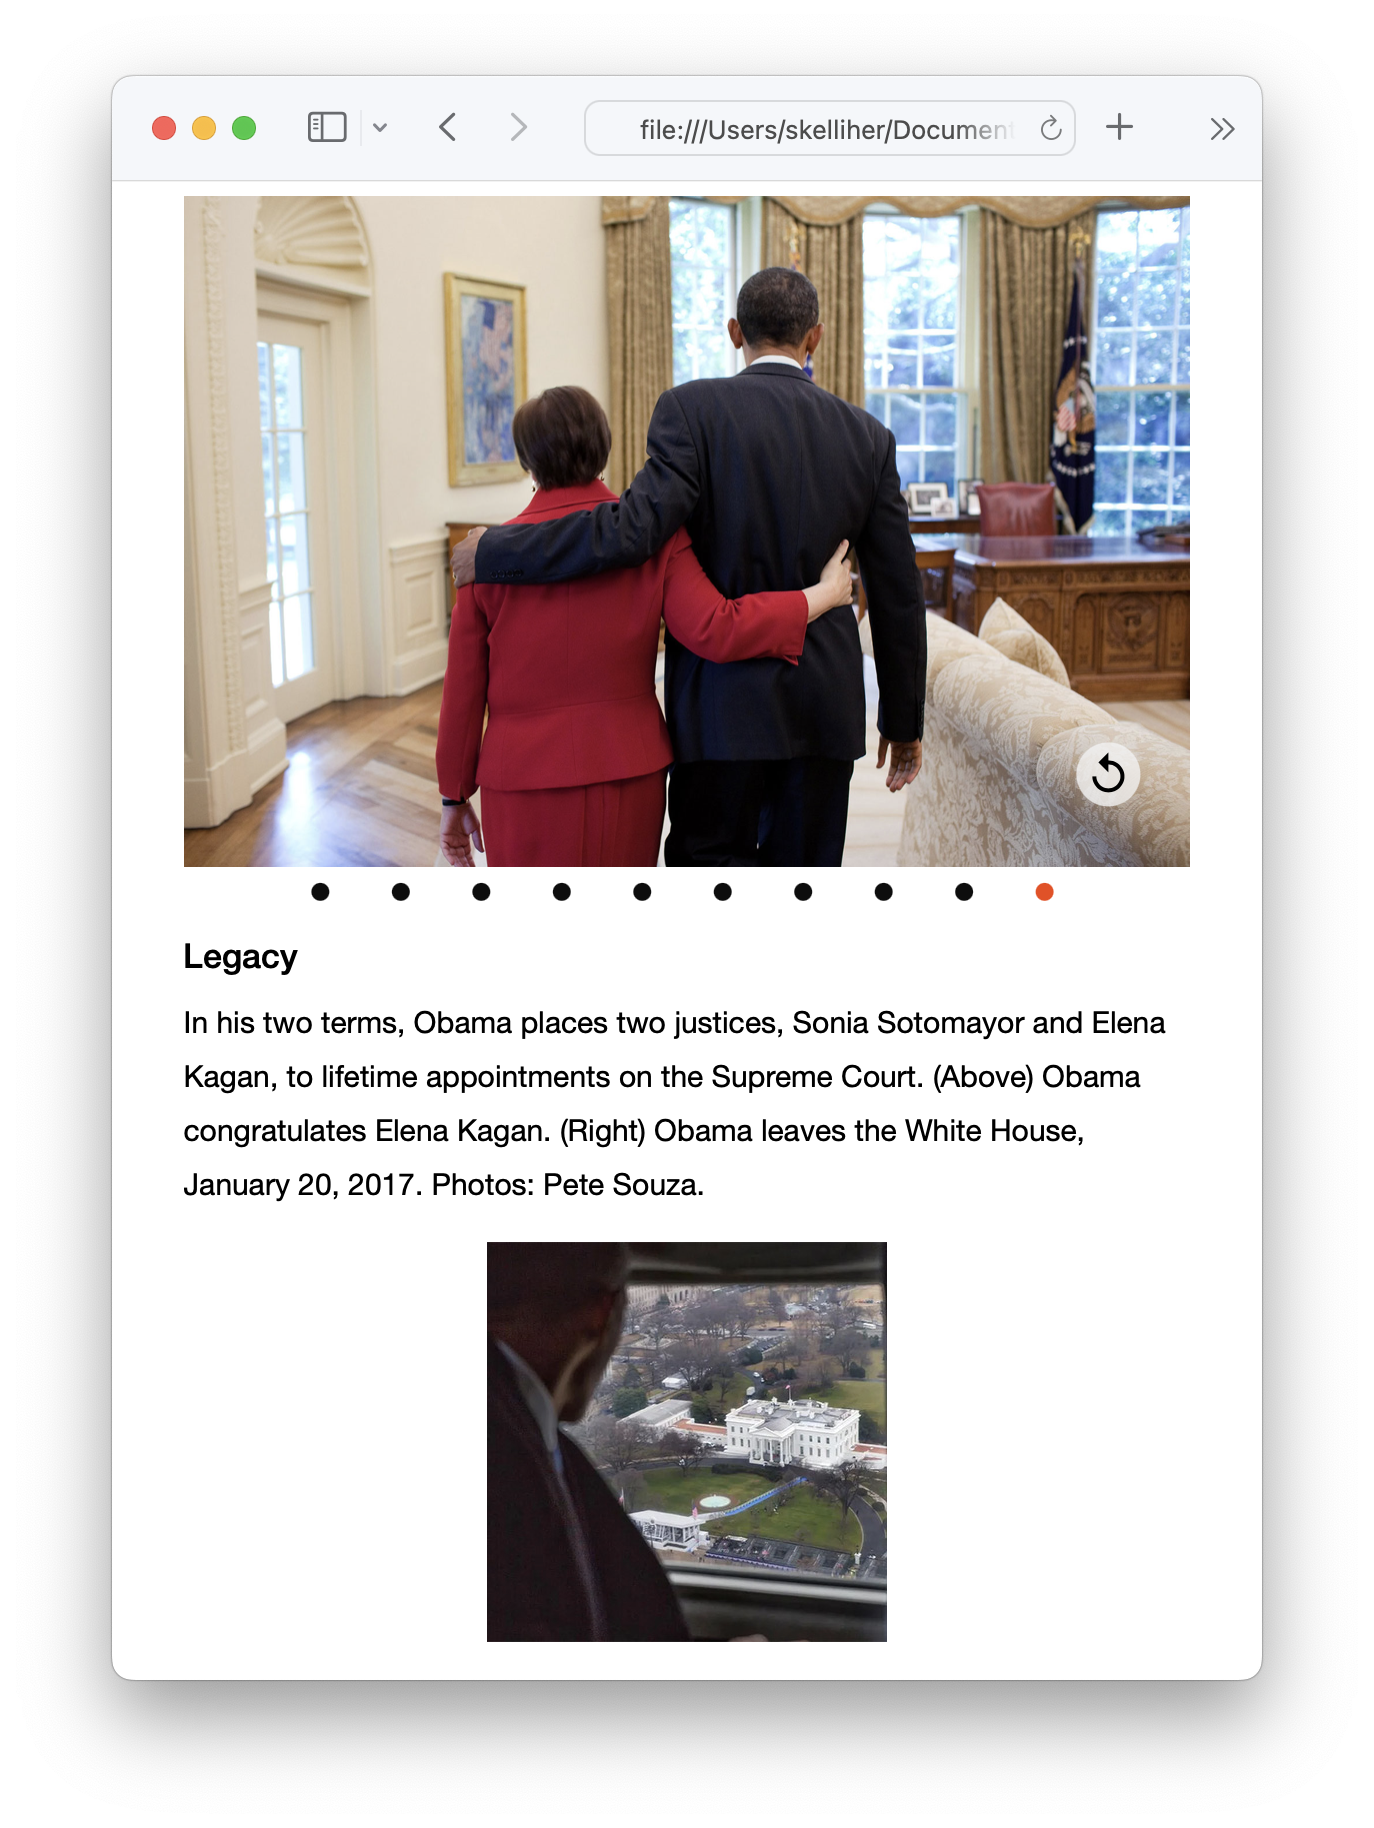 file:///Users/skelliher/Document
Legacy
In his two terms, Obama places two justices, Sonia Sotomayor and Elena
Kagan, to lifetime appointments on the Supreme Court. (Above) Obama
congratulates Elena Kagan. (Right) Obama leaves the White House,
January 20, 2017. Photos: Pete Souza.